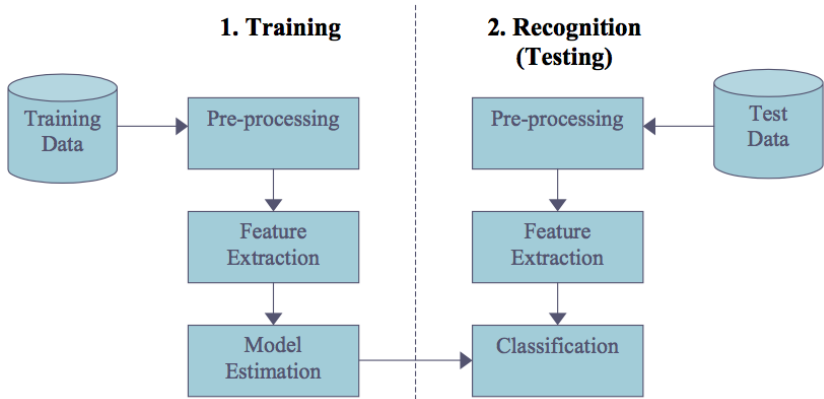 1. Training
2. Recognition
(Testing)
Training
Data
Pre-processing
Pre-processing
Test
Data
Feature
Extraction
Feature
Extraction
Model
Estimation
Classification